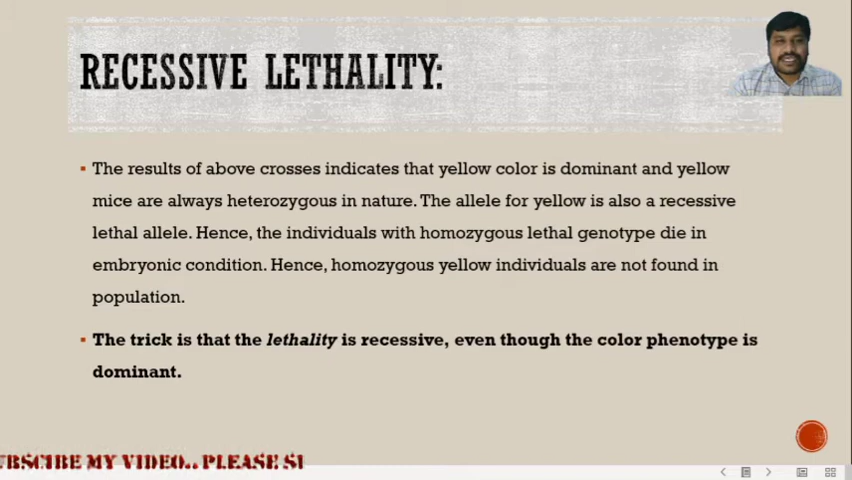 RECESSIVE LETHALITY:
The results of above crosses indicates that yellow color is dominant and yellow
mice are always heterozygous in nature. The allele for yellow is also a recessive
lethal allele. Hence, the individuals with homozygous lethal genotype die in
embryonic condition. Hence, homozygous yellow individuals are not found in
population.
The trick is that the lethality is recessive, even though the color phenotype is
dominant.
UBSCIBE MY VIDEO.. PLEASE SU